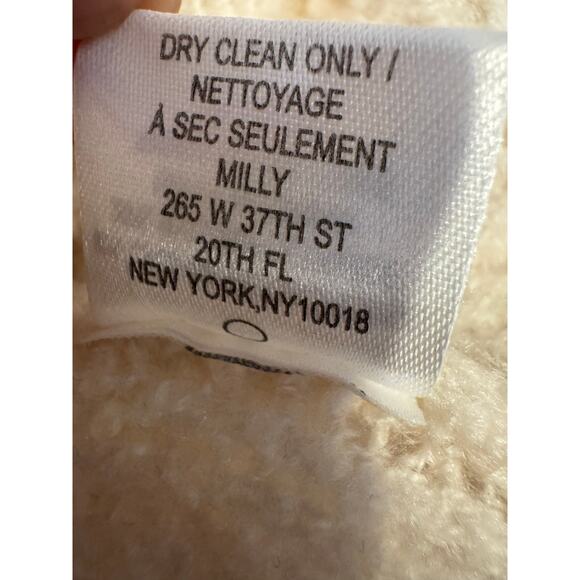 DRY CLEAN ONLY /
NETTOYAGE
À SEC SEULEMENT
MILLY
265 W 37TH ST
20TH FL
NEW YORK,NY10018